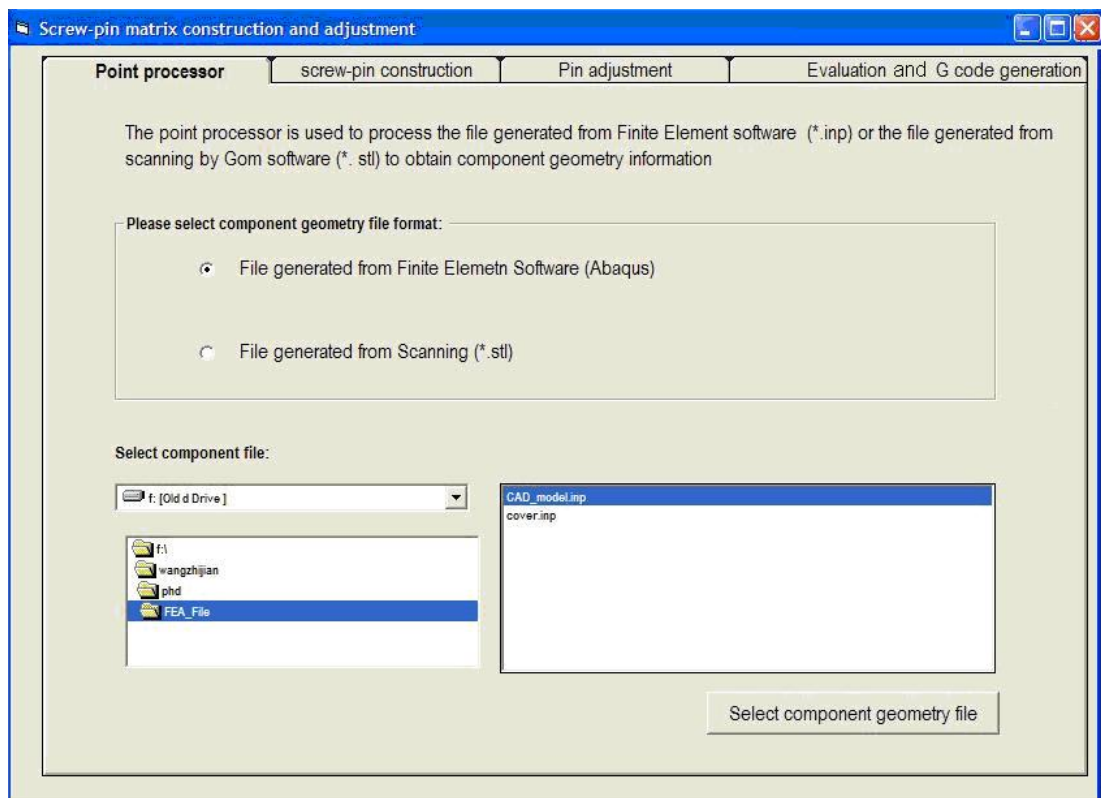 Screw-pin matrix construction and adjustment
Point processor
screw-pin construction
Pin adjustment
Evaluation and G code generation
The point processor is used to process the file generated from Finite Element software (*.inp) or the file generated from
scanning by Gom software (*. stl) to obtain component geometry information
Please select component geometry file format:
File generated from Finite Elemetn Software (Abaqus)
File generated from Scanning (*.stl)
Select component file:
f: [Old d Drive ]
f:\
wangzhijian
phd
FEA_File
CAD_model.inp
cover.inp
Select component geometry file